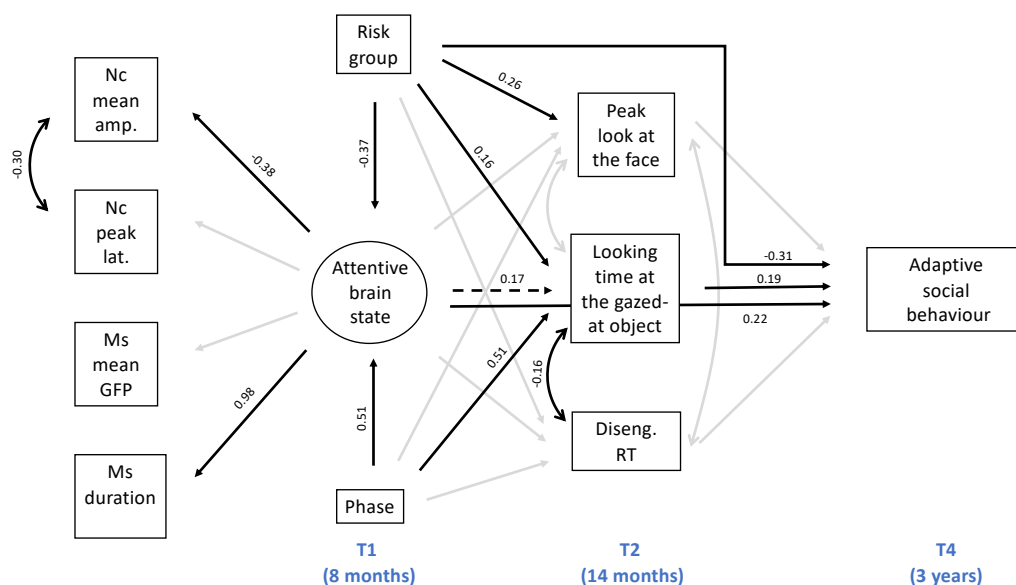 Risk
group
Nc
mean
amp.
Nc
peak
lat.
Ms
mean
GFP
Ms
duration
Attentive
brain
state
Phase
Peak
look at
the face
Looking
time at
the gazed-
at object
Diseng.
RT
Adaptive
social
behaviour
-0.30
-0.38
0.98
-0.37
0.51
0.26
0.16
0.17
0.51
-0.16
-0.31
0.19
0.22
T1
(8 months)
T2
(14 months)
T4
(3 years)